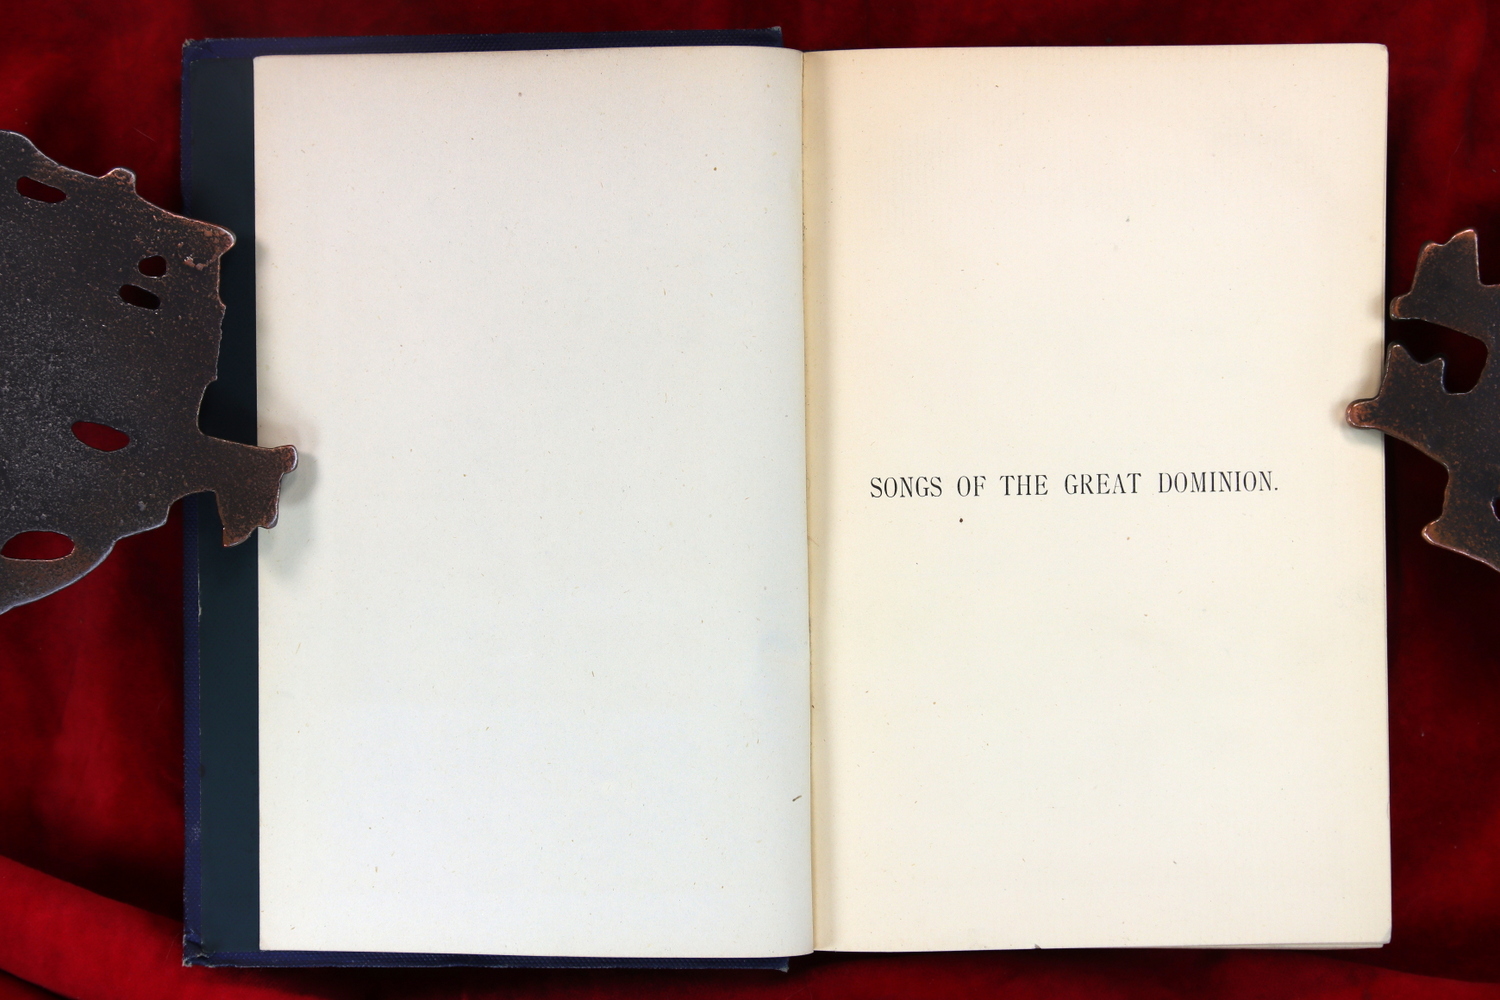 SONGS OF THE GREAT DOMINION.